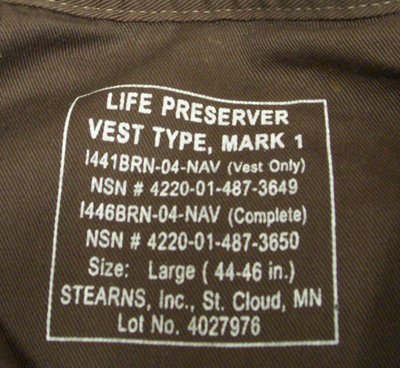 LIFE PRESERVER
VEST TYPE, MARK 1
I441BRN-04-NAV (Vest Only)
NSN # 4220-01-487-3649
I446BRN-04-NAV (Complete)
NSN # 4220-01-487-3650
Size: Large ( 44-46 in.)
STEARNS, Inc., St. Cloud, MN
Lot No. 4027976